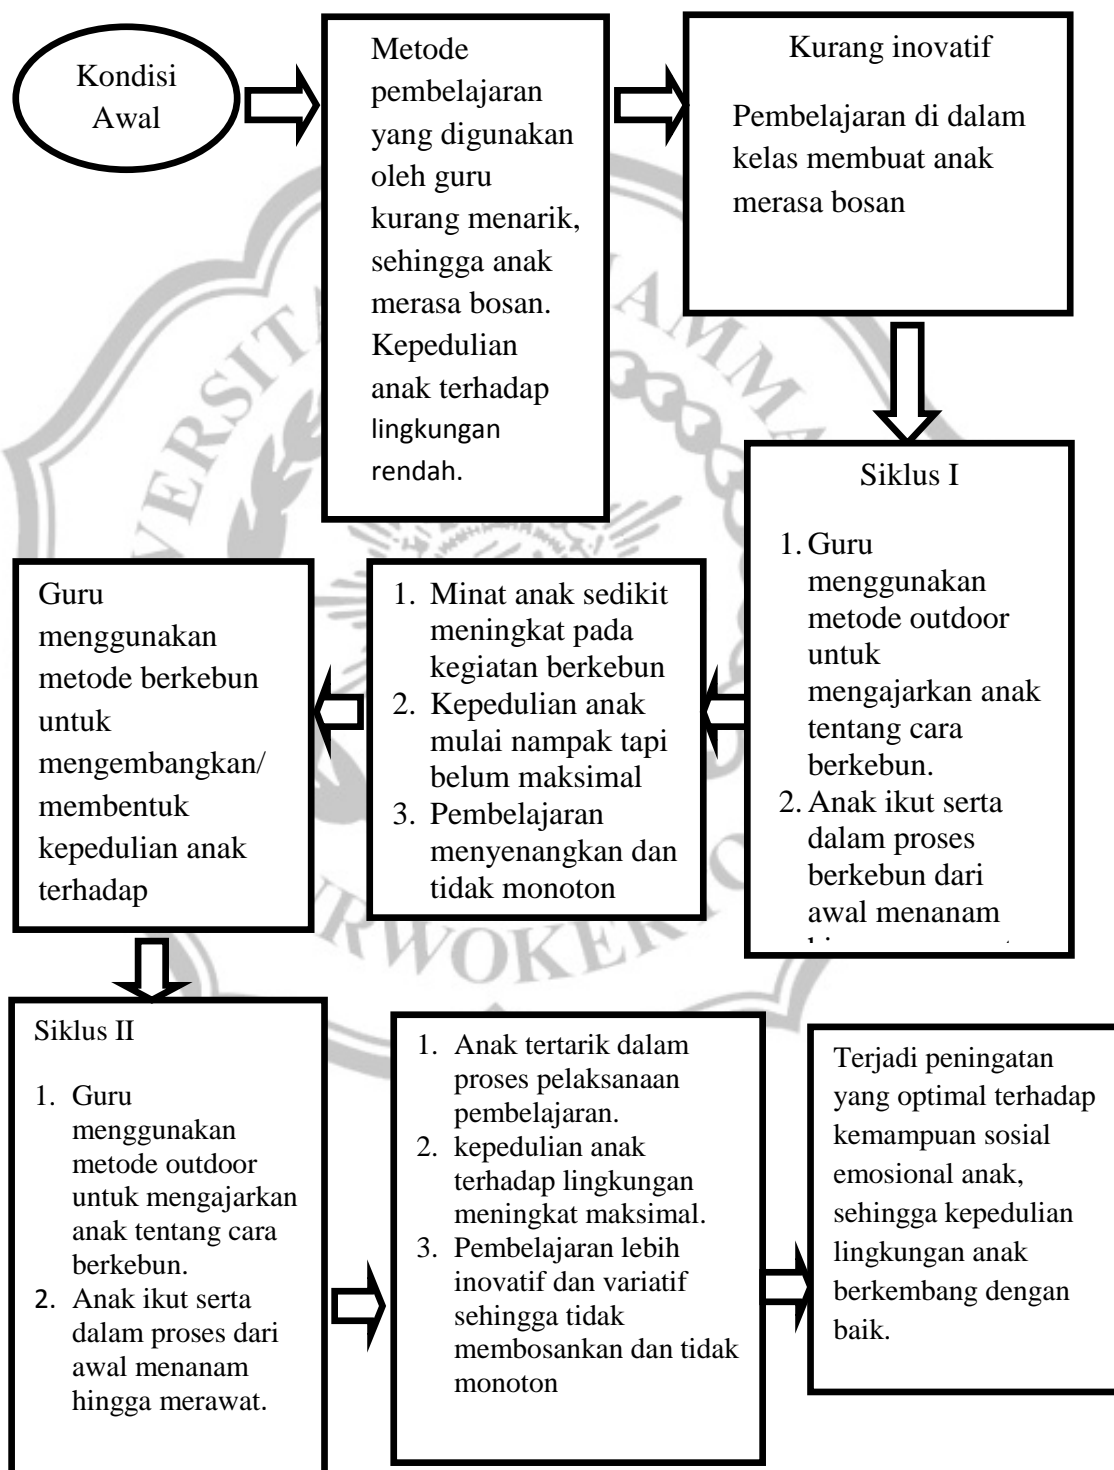 Kondisi
Awal
Metode
pembelajaran
yang digunakan
oleh guru
kurang menarik,
sehingga anak
merasa bosan.
Kepedulian
anak terhadap
lingkungan
rendah.
Kurang inovatif
Pembelajaran di dalam
kelas membuat anak
merasa bosan
Siklus I
1. Guru
menggunakan
metode outdoor
untuk
mengajarkan anak
tentang cara
berkebun.
2. Anak ikut serta
dalam proses
berkebun dari
awal menanam
1. Minat anak sedikit
meningkat pada
kegiatan berkebun
2. Kepedulian anak
mulai nampak tapi
belum maksimal
3. Pembelajaran
menyenangkan dan
tidak monoton
Guru
menggunakan
metode berkebun
untuk
mengembangkan/
membentuk
kepedulian anak
terhadap
Siklus II
1. Guru
menggunakan
metode outdoor
untuk mengajarkan
anak tentang cara
berkebun.
2. Anak ikut serta
dalam proses dari
awal menanam
hingga merawat.
1. Anak tertarik dalam
proses pelaksanaan
pembelajaran.
2. kepedulian anak
terhadap lingkungan
meningkat maksimal.
3. Pembelajaran lebih
inovatif dan variatif
sehingga tidak
membosankan dan tidak
monoton
Terjadi peningatan
yang optimal terhadap
kemampuan sosial
emosional anak,
sehingga kepedulian
lingkungan anak
berkembang dengan
baik.